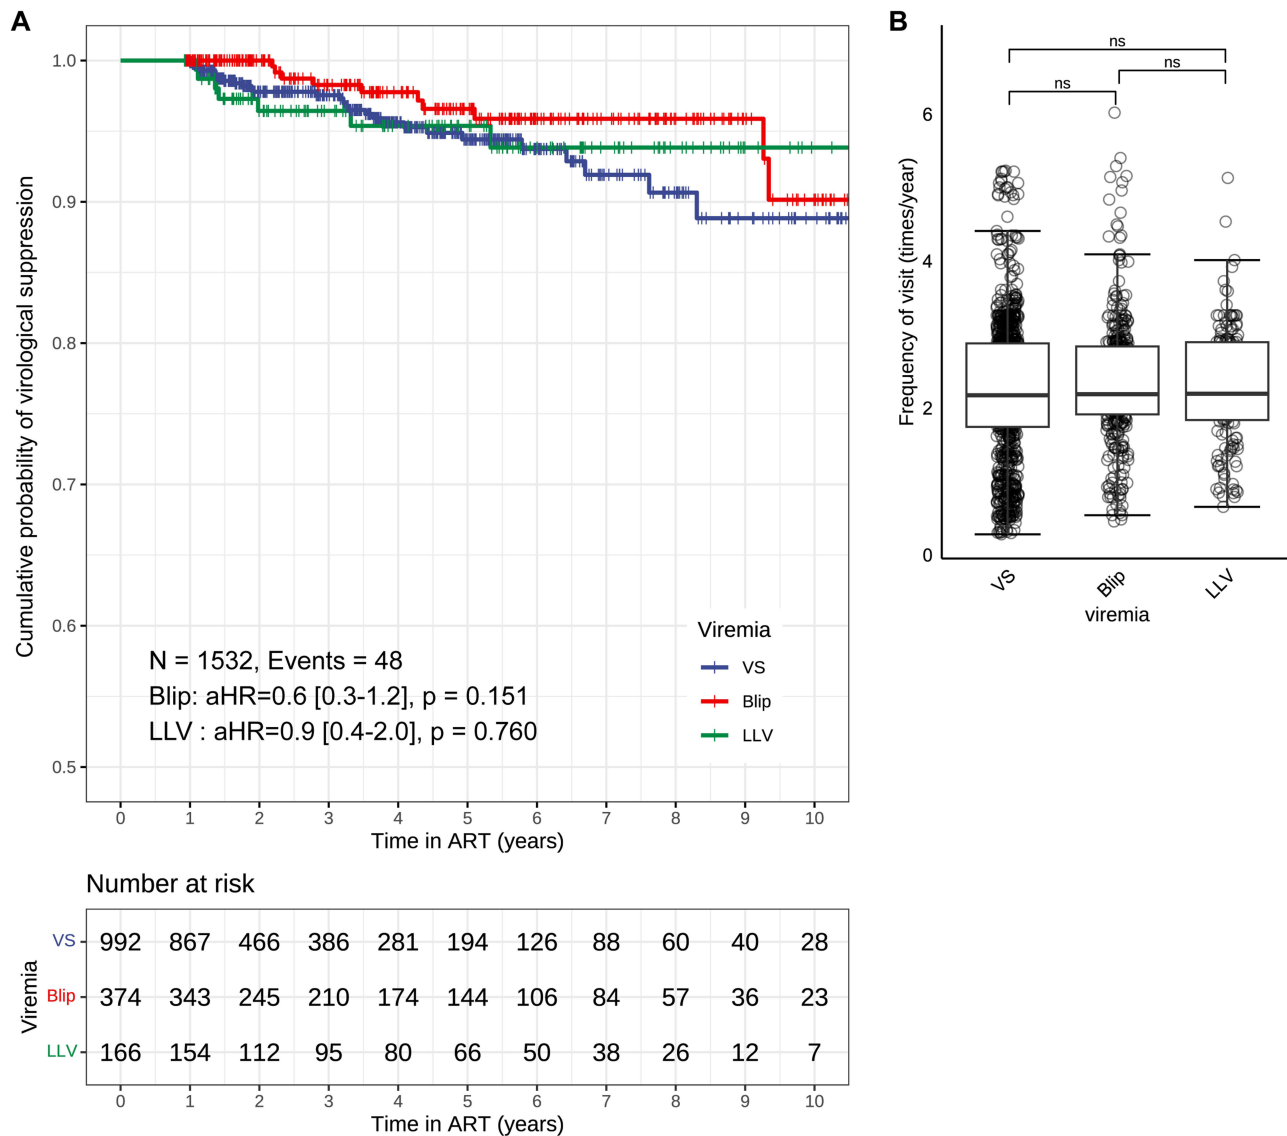 A
Cumulative probability of virological suppression
1.0
0.9
0.8
0.7
0.6
0.5
N = 1532, Events = 48
Blip: aHR=0.6 [0.3-1.2], p = 0.151
LLV : aHR=0.9 [0.4-2.0], p = 0.760
Viremia
VS
Blip
LLV
0 1 2 3 4 5 6 7 8 9 10
Time in ART (years)
Number at risk
Viremia
VS 992 867 466 386 281 194 126 88 60 40 28
Blip 374 343 245 210 174 144 106 84 57 36 23
LLV 166 154 112 95 80 66 50 38 26 12 7
0 1 2 3 4 5 6 7 8 9 10
Time in ART (years)
B
ns
ns
ns
Frequency of visit (times/year)
6
4
2
0
VS Blip LLV
viremia